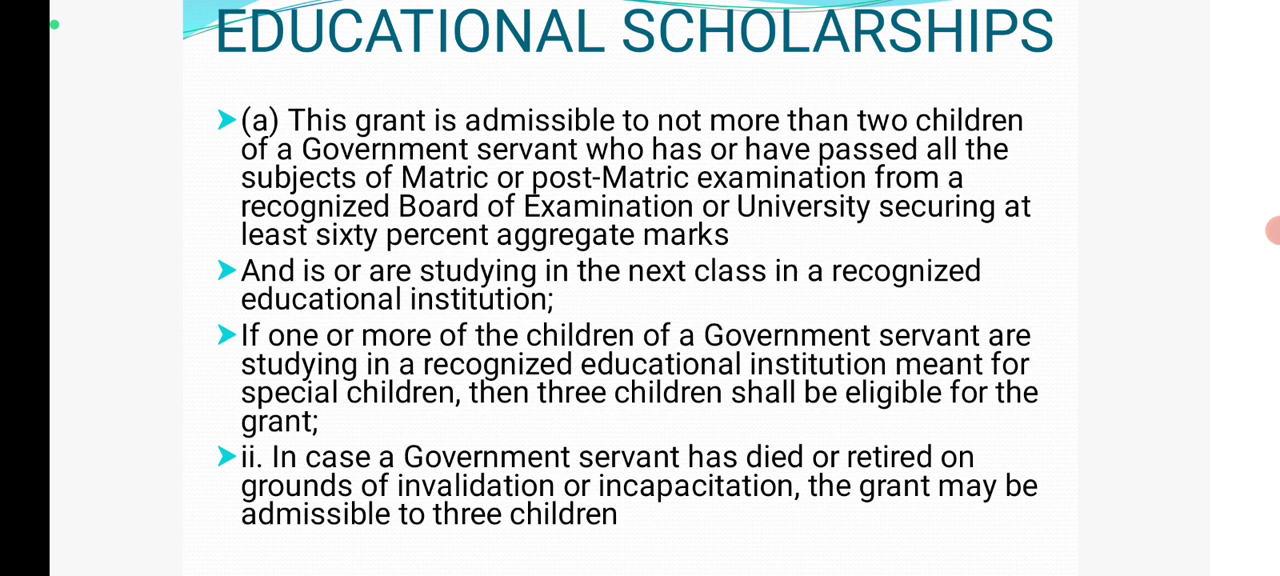 EDUCATIONAL SCHOLARSHIPS
➤(a) This grant is admissible to not more than two children
of a Government servant who has or have passed all the
subjects of Matric or post-Matric examination from a
recognized Board of Examination or University securing at
least sixty percent aggregate marks
➤And is or are studying in the next class in a recognized
educational institution;
➤If one or more of the children of a Government servant are
studying in a recognized educational institution meant for
special children, then three children shall be eligible for the
grant;
➤ii. In case a Government servant has died or retired on
grounds of invalidation or incapacitation, the grant may be
admissible to three children